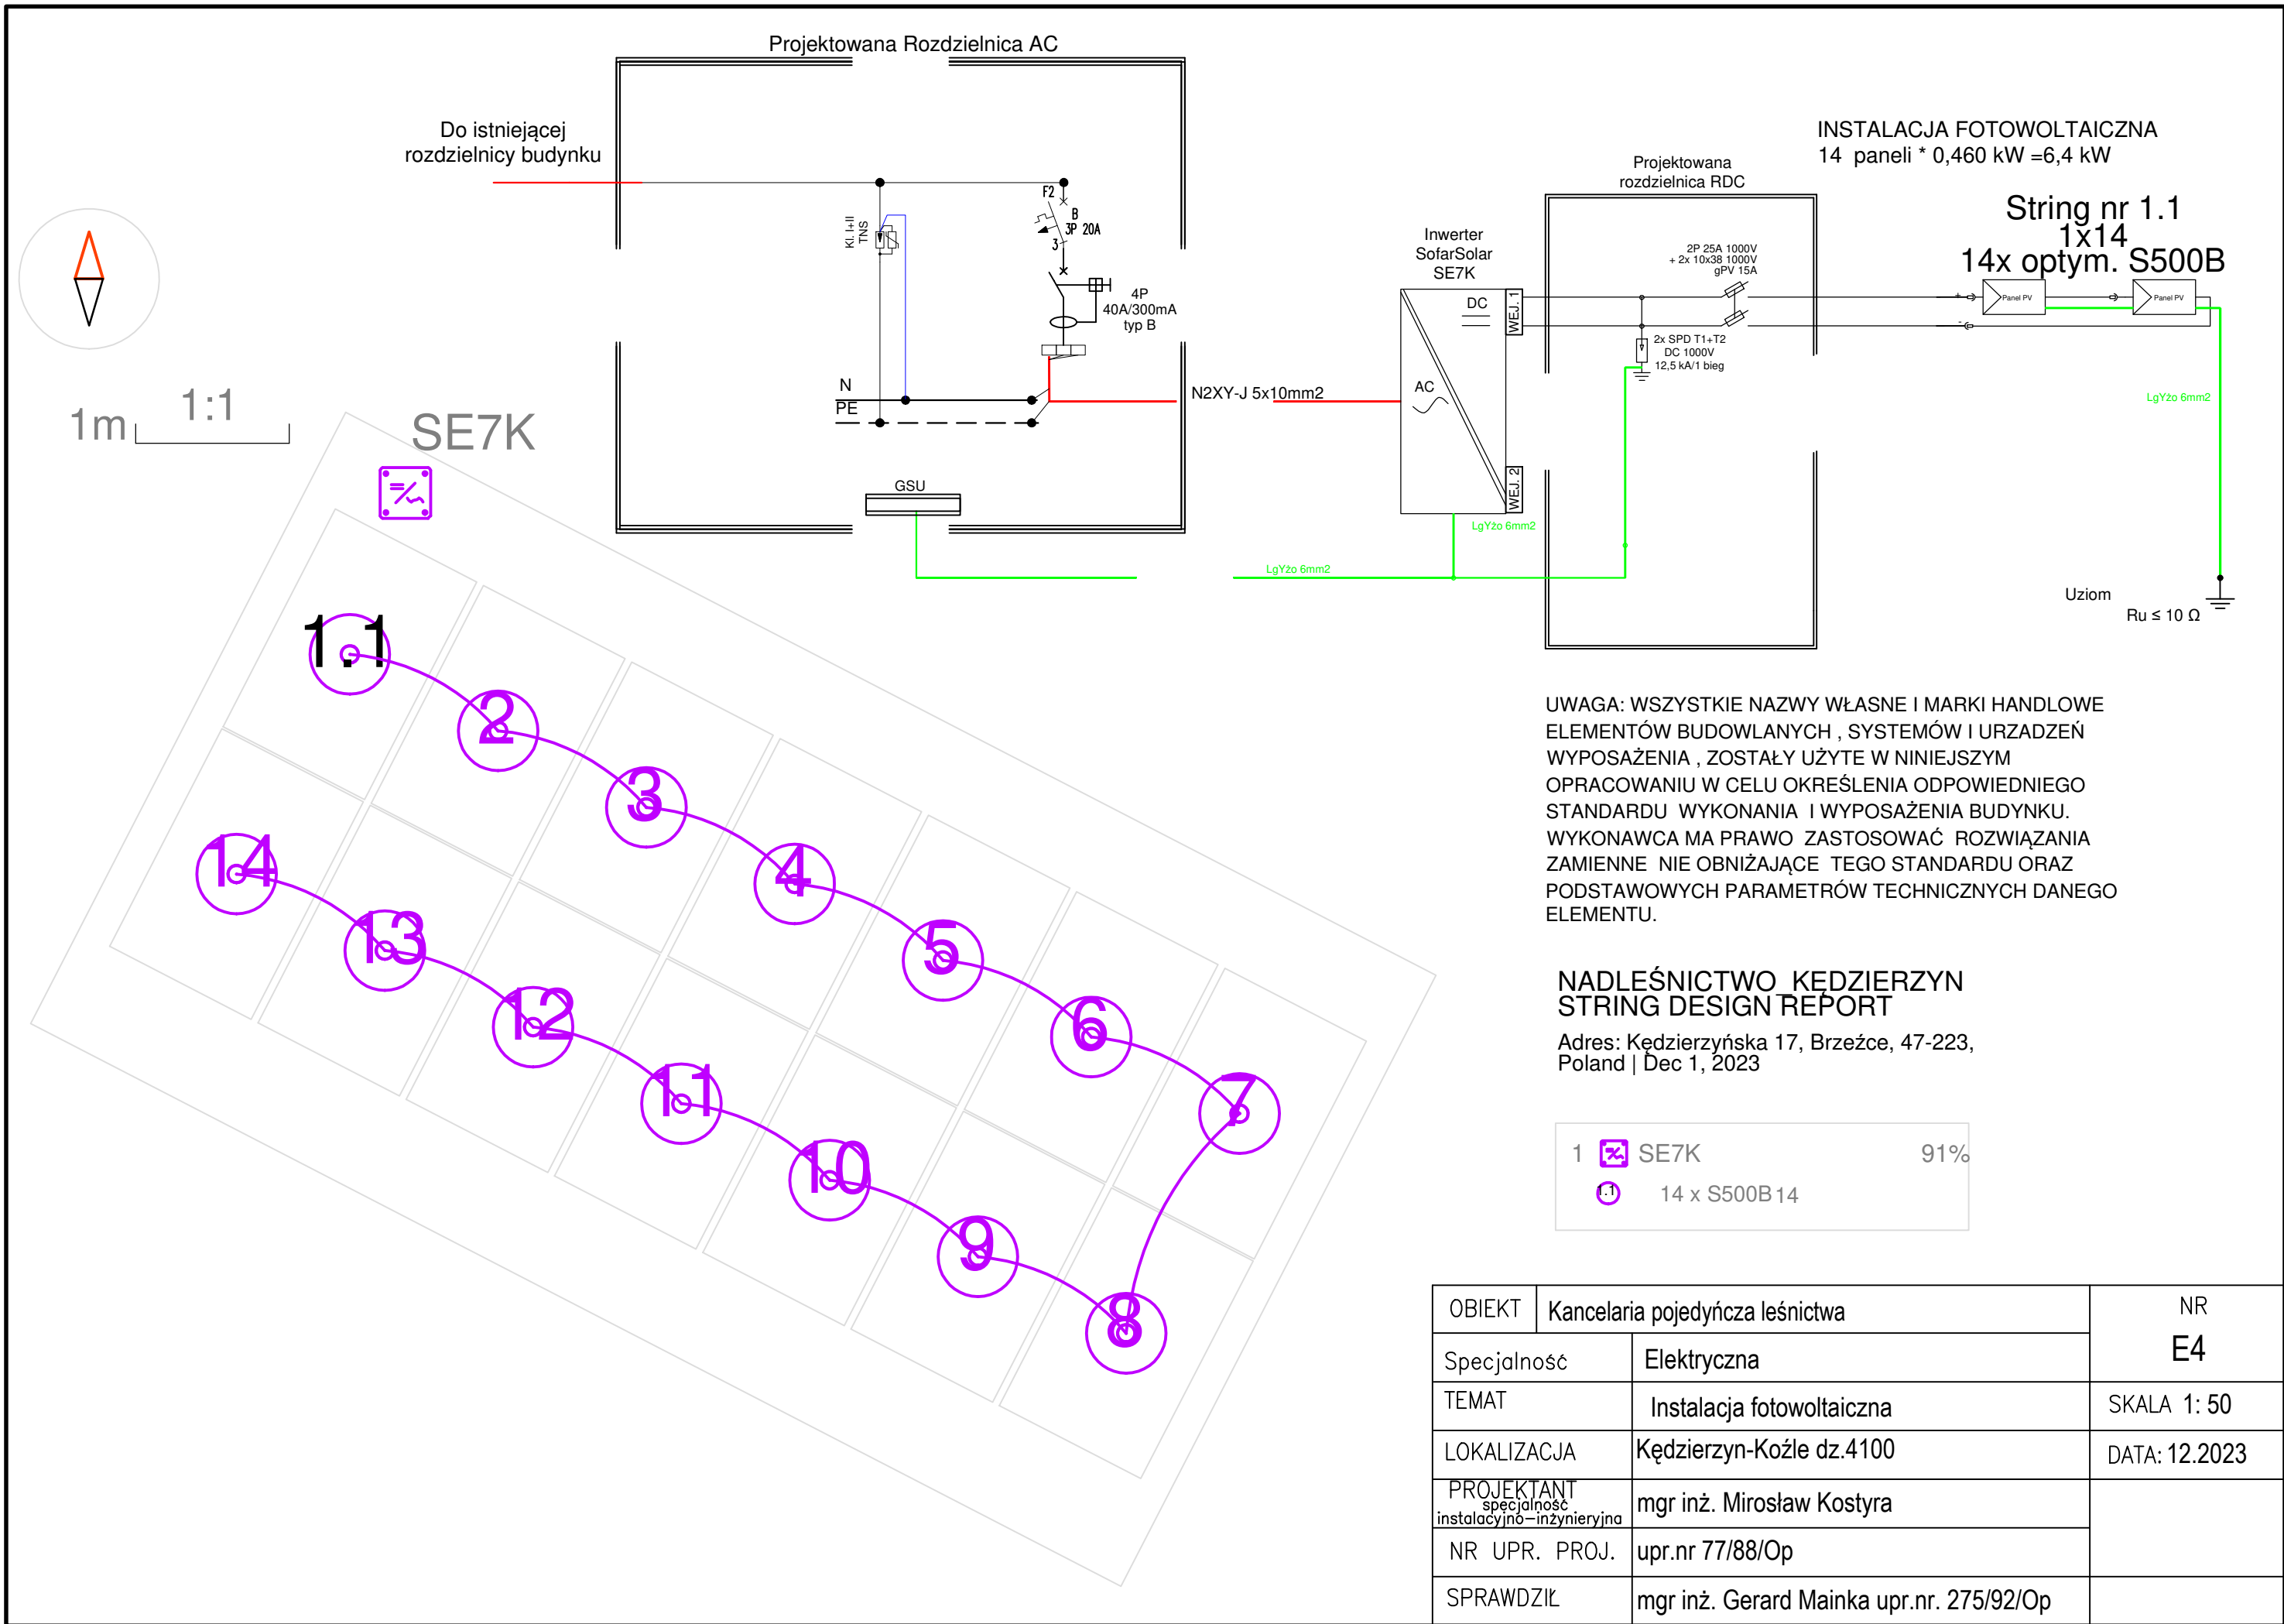 Projektowana Rozdzielnica AC
Do istniejącej
rozdzielnicy budynku
Kl. I+II
TNS
F2
B
3P 20A
3
4P
40A/300mA
typ B
N
PE
GSU
N2XY-J 5x10mm2
LgYżo 6mm2
Inwerter
SofarSolar
SE7K
DC
AC
WEJ. 1
WEJ. 2
LgYżo 6mm2
Projektowana
rozdzielnica RDC
2P 25A 1000V
+ 2x 10x38 1000V
gPV 15A
2x SPD T1+T2
DC 1000V
12,5 kA/1 bieg
INSTALACJA FOTOWOLTAICZNA
14 paneli * 0,460 kW =6,4 kW
String nr 1.1
1x14
14x optym. S500B
+
Panel PV
Panel PV
-
LgYżo 6mm2
Uziom
Ru ≤ 10 Ω
1m
1:1
SE7K
1.1
2
3
4
5
6
7
8
9
10
11
12
13
14
UWAGA: WSZYSTKIE NAZWY WŁASNE I MARKI HANDLOWE
ELEMENTÓW BUDOWLANYCH , SYSTEMÓW I URZADZEŃ
WYPOSAŻENIA , ZOSTAŁY UŻYTE W NINIEJSZYM
OPRACOWANIU W CELU OKREŚLENIA ODPOWIEDNIEGO
STANDARDU WYKONANIA I WYPOSAŻENIA BUDYNKU.
WYKONAWCA MA PRAWO ZASTOSOWAĆ ROZWIĄZANIA
ZAMIENNE NIE OBNIŻAJĄCE TEGO STANDARDU ORAZ
PODSTAWOWYCH PARAMETRÓW TECHNICZNYCH DANEGO
ELEMENTU.
NADLEŚNICTWO_KĘDZIERZYN
STRING DESIGN REPORT
Adres: Kędzierzyńska 17, Brzeźce, 47-223,
Poland | Dec 1, 2023
1 SE7K 91%
1.1 14 x S500B 14
OBIEKT Kancelaria pojedyńcza leśnictwa
NR
E4
Specjalność Elektryczna
TEMAT Instalacja fotowoltaiczna
SKALA 1: 50
LOKALIZACJA Kędzierzyn-Koźle dz.4100
DATA: 12.2023
PROJEKTANT
specjalność
instalacyjno-inżynieryjna
mgr inż. Mirosław Kostyra
NR UPR. PROJ. upr.nr 77/88/Op
SPRAWDZIŁ mgr inż. Gerard Mainka upr.nr. 275/92/Op